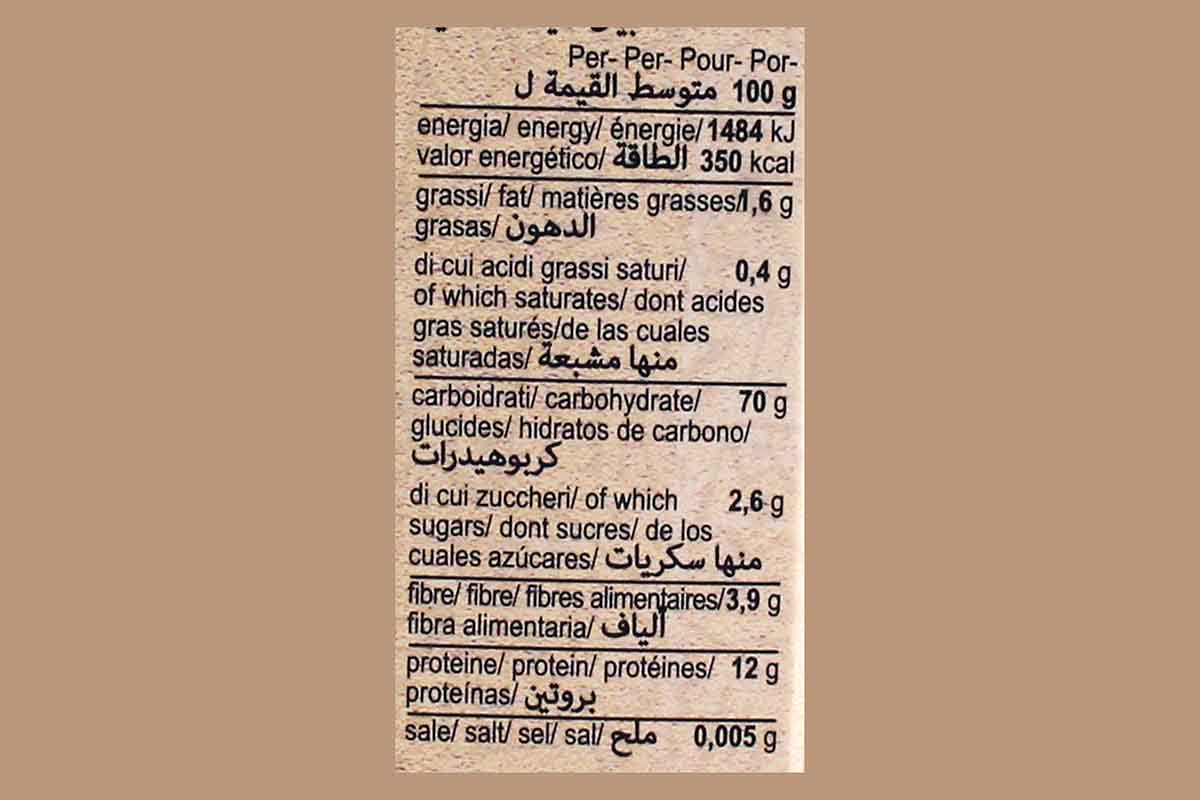 Per- Per- Pour- Por-
متوسط القيمة ل 100 g
energia/ energy/ énergie/ 1484 kJ
valor energético/ الطاقة 350 kcal
grassi/ fat/ matières grasses/ 1,6 g
grasas/ الدهون
di cui acidi grassi saturi/ 0,4 g
of which saturates/ dont acides
gras saturés/de las cuales
saturadas/ منها مشبعة
carboidrati/ carbohydrate/ 70 g
glucides/ hidratos de carbono/
كربوهيدرات
di cui zuccheri/ of which 2,6 g
sugars/ dont sucres/ de los
cuales azúcares/ منها سكريات
fibre/ fibre/ fibres alimentaires/ 3,9 g
fibra alimentaria/ ألياف
proteine/ protein/ protéines/ 12 g
proteínas/ بروتين
sale/ salt/ sel/ sal/ ملح 0,005 g